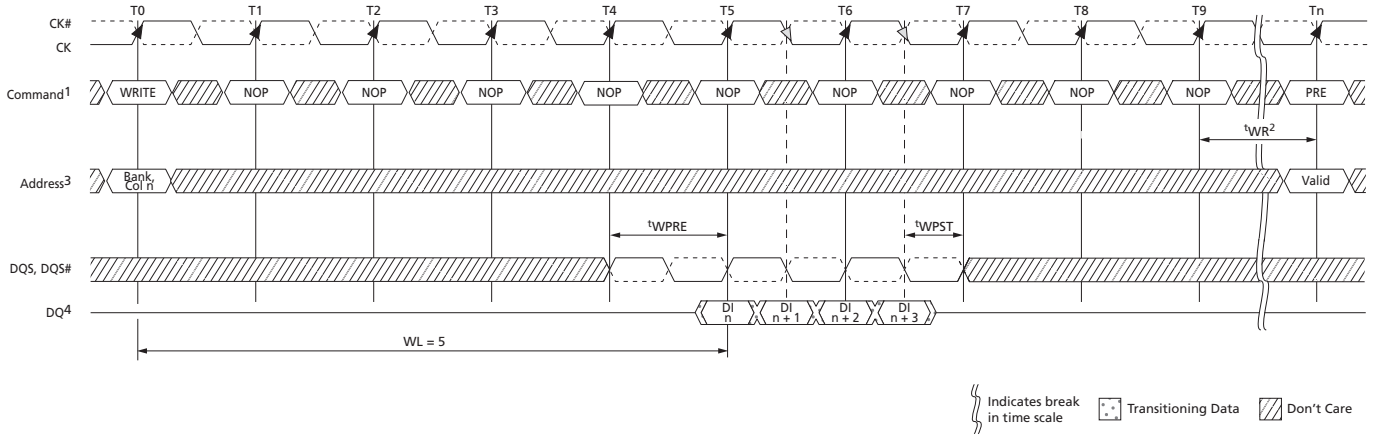 T0 T1 T2 T3 T4 T5 T6 T7 T8 T9 Tn
CK#
CK
Command1 WRITE NOP NOP NOP NOP NOP NOP NOP NOP NOP PRE
tWR2
Address3 Bank, Col n Valid
tWPRE tWPST
DQS, DQS#
DQ4 DI n DI n + 1 DI n + 2 DI n + 3
WL = 5
Indicates break in time scale Transitioning Data Don't Care